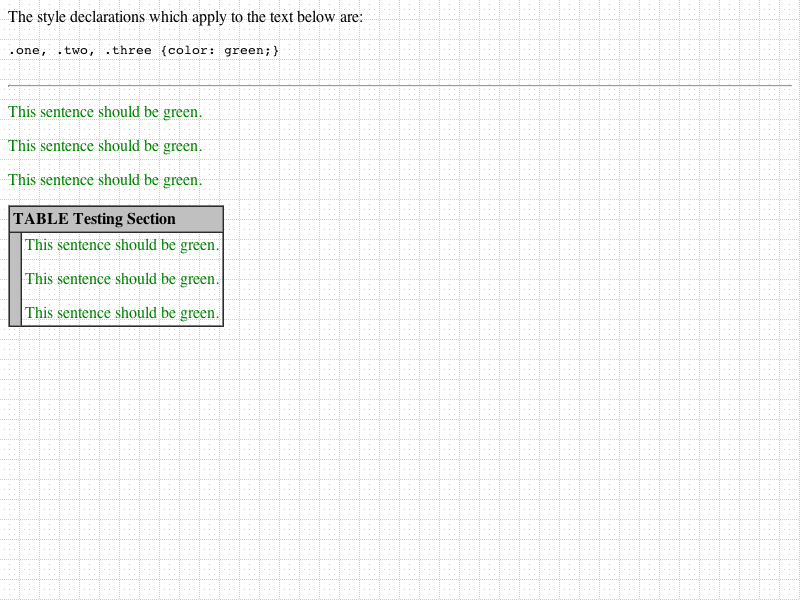 The style declarations which apply to the text below are:
.one, .two, .three {color: green;}
This sentence should be green.
This sentence should be green.
This sentence should be green.
TABLE Testing Section
This sentence should be green.
This sentence should be green.
This sentence should be green.